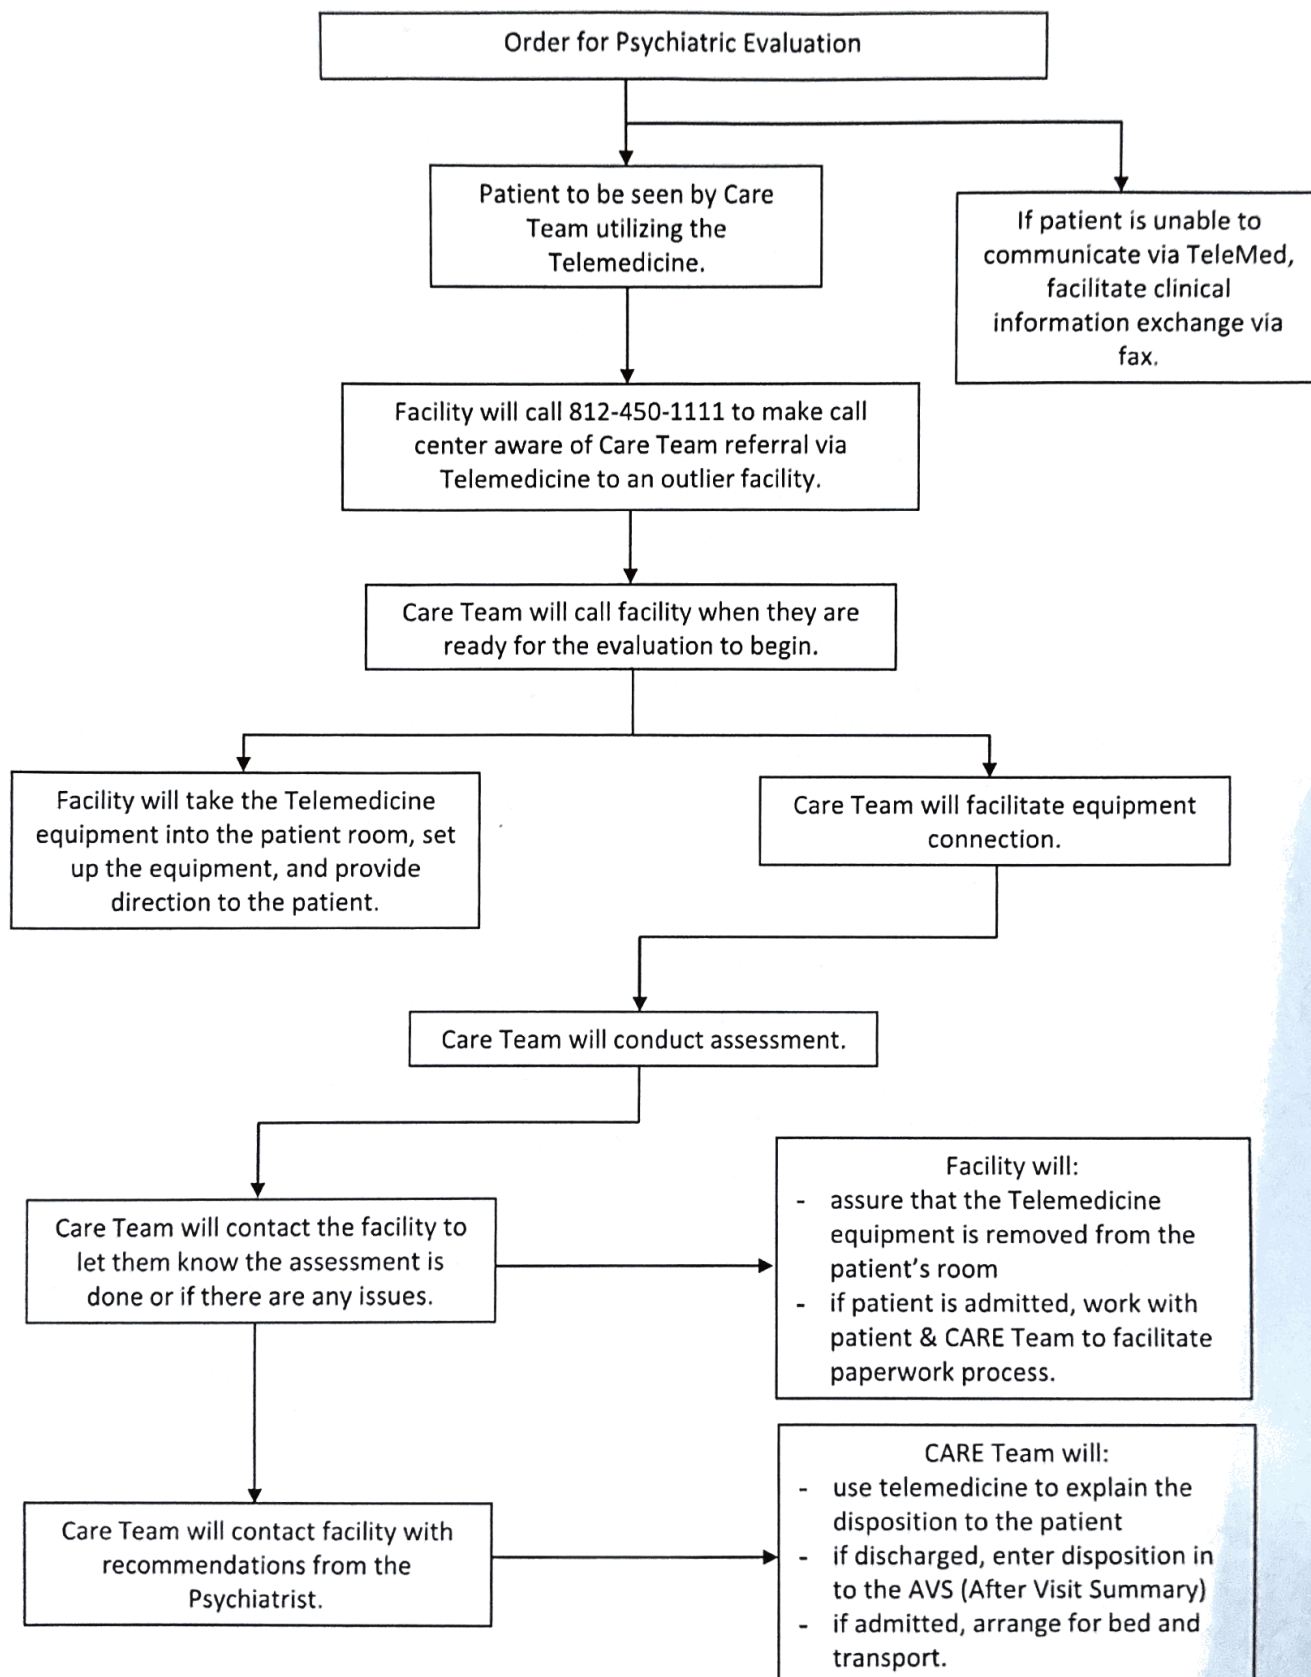 Order for Psychiatric Evaluation
Patient to be seen by Care
Team utilizing the
Telemedicine.
If patient is unable to
communicate via TeleMed,
facilitate clinical
information exchange via
fax.
Facility will call 812-450-1111 to make call
center aware of Care Team referral via
Telemedicine to an outlier facility.
Care Team will call facility when they are
ready for the evaluation to begin.
Facility will take the Telemedicine
equipment into the patient room, set
up the equipment, and provide
direction to the patient.
Care Team will facilitate equipment
connection.
Care Team will conduct assessment.
Care Team will contact the facility to
let them know the assessment is
done or if there are any issues.
Facility will:
- assure that the Telemedicine
equipment is removed from the
patient's room
- if patient is admitted, work with
patient & CARE Team to facilitate
paperwork process.
Care Team will contact facility with
recommendations from the
Psychiatrist.
CARE Team will:
- use telemedicine to explain the
disposition to the patient
- if discharged, enter disposition in
to the AVS (After Visit Summary)
- if admitted, arrange for bed and
transport.